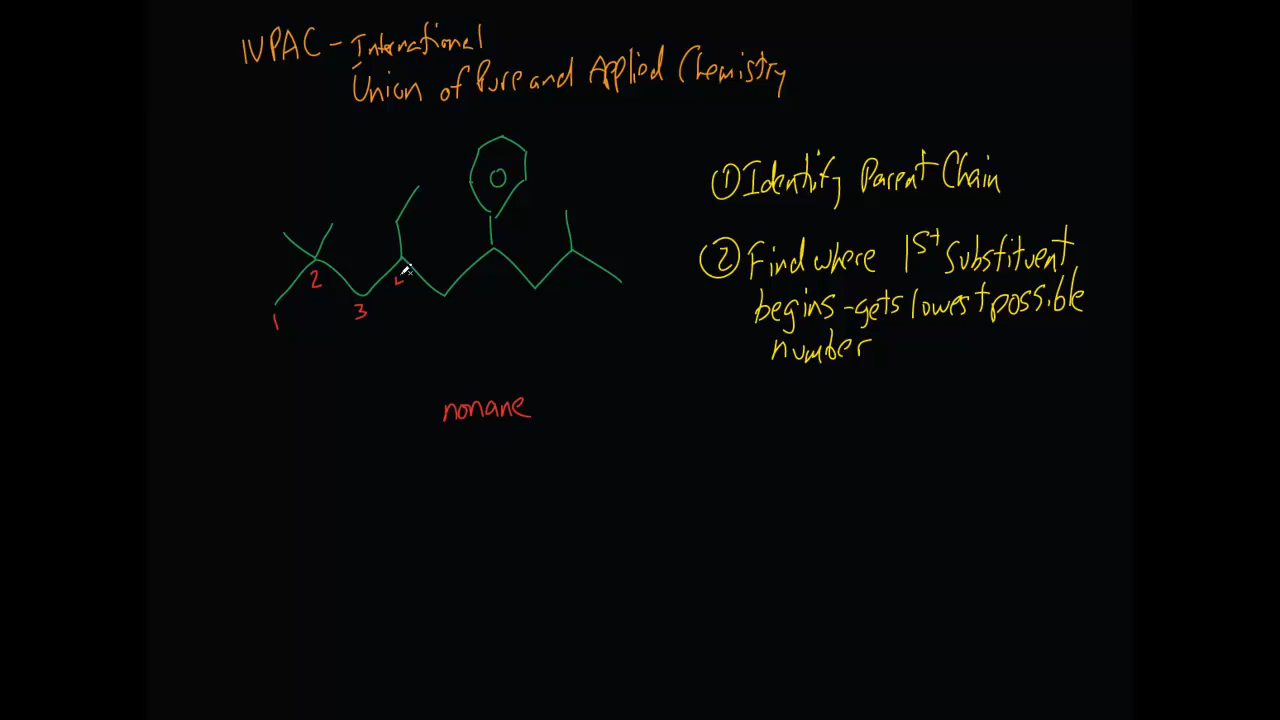 IUPAC - International
Union of Pure and Applied Chemistry
① Identify Parent Chain
② Find where 1st Substituent
begins - gets lowest possible
number
1
2
3
nonane